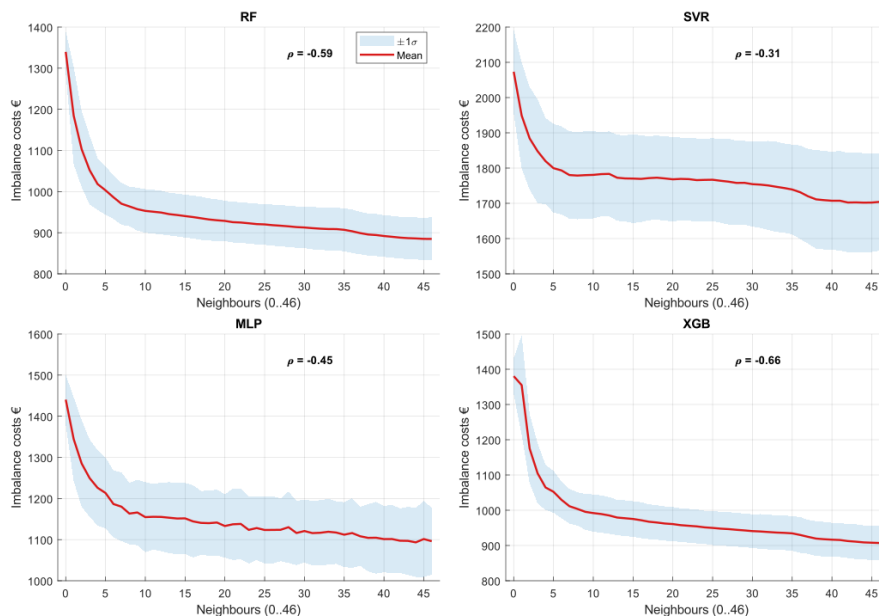 RF
1400
1300
1200
1100
1000
900
800
Imbalance costs €
ρ = -0.59
±1σ
Mean
0 5 10 15 20 25 30 35 40 45
Neighbours (0..46)
SVR
2200
2100
2000
1900
1800
1700
1600
1500
Imbalance costs €
ρ = -0.31
0 5 10 15 20 25 30 35 40 45
Neighbours (0..46)
MLP
1600
1500
1400
1300
1200
1100
1000
Imbalance costs €
ρ = -0.45
0 5 10 15 20 25 30 35 40 45
Neighbours (0..46)
XGB
1500
1400
1300
1200
1100
1000
900
800
Imbalance costs €
ρ = -0.66
0 5 10 15 20 25 30 35 40 45
Neighbours (0..46)